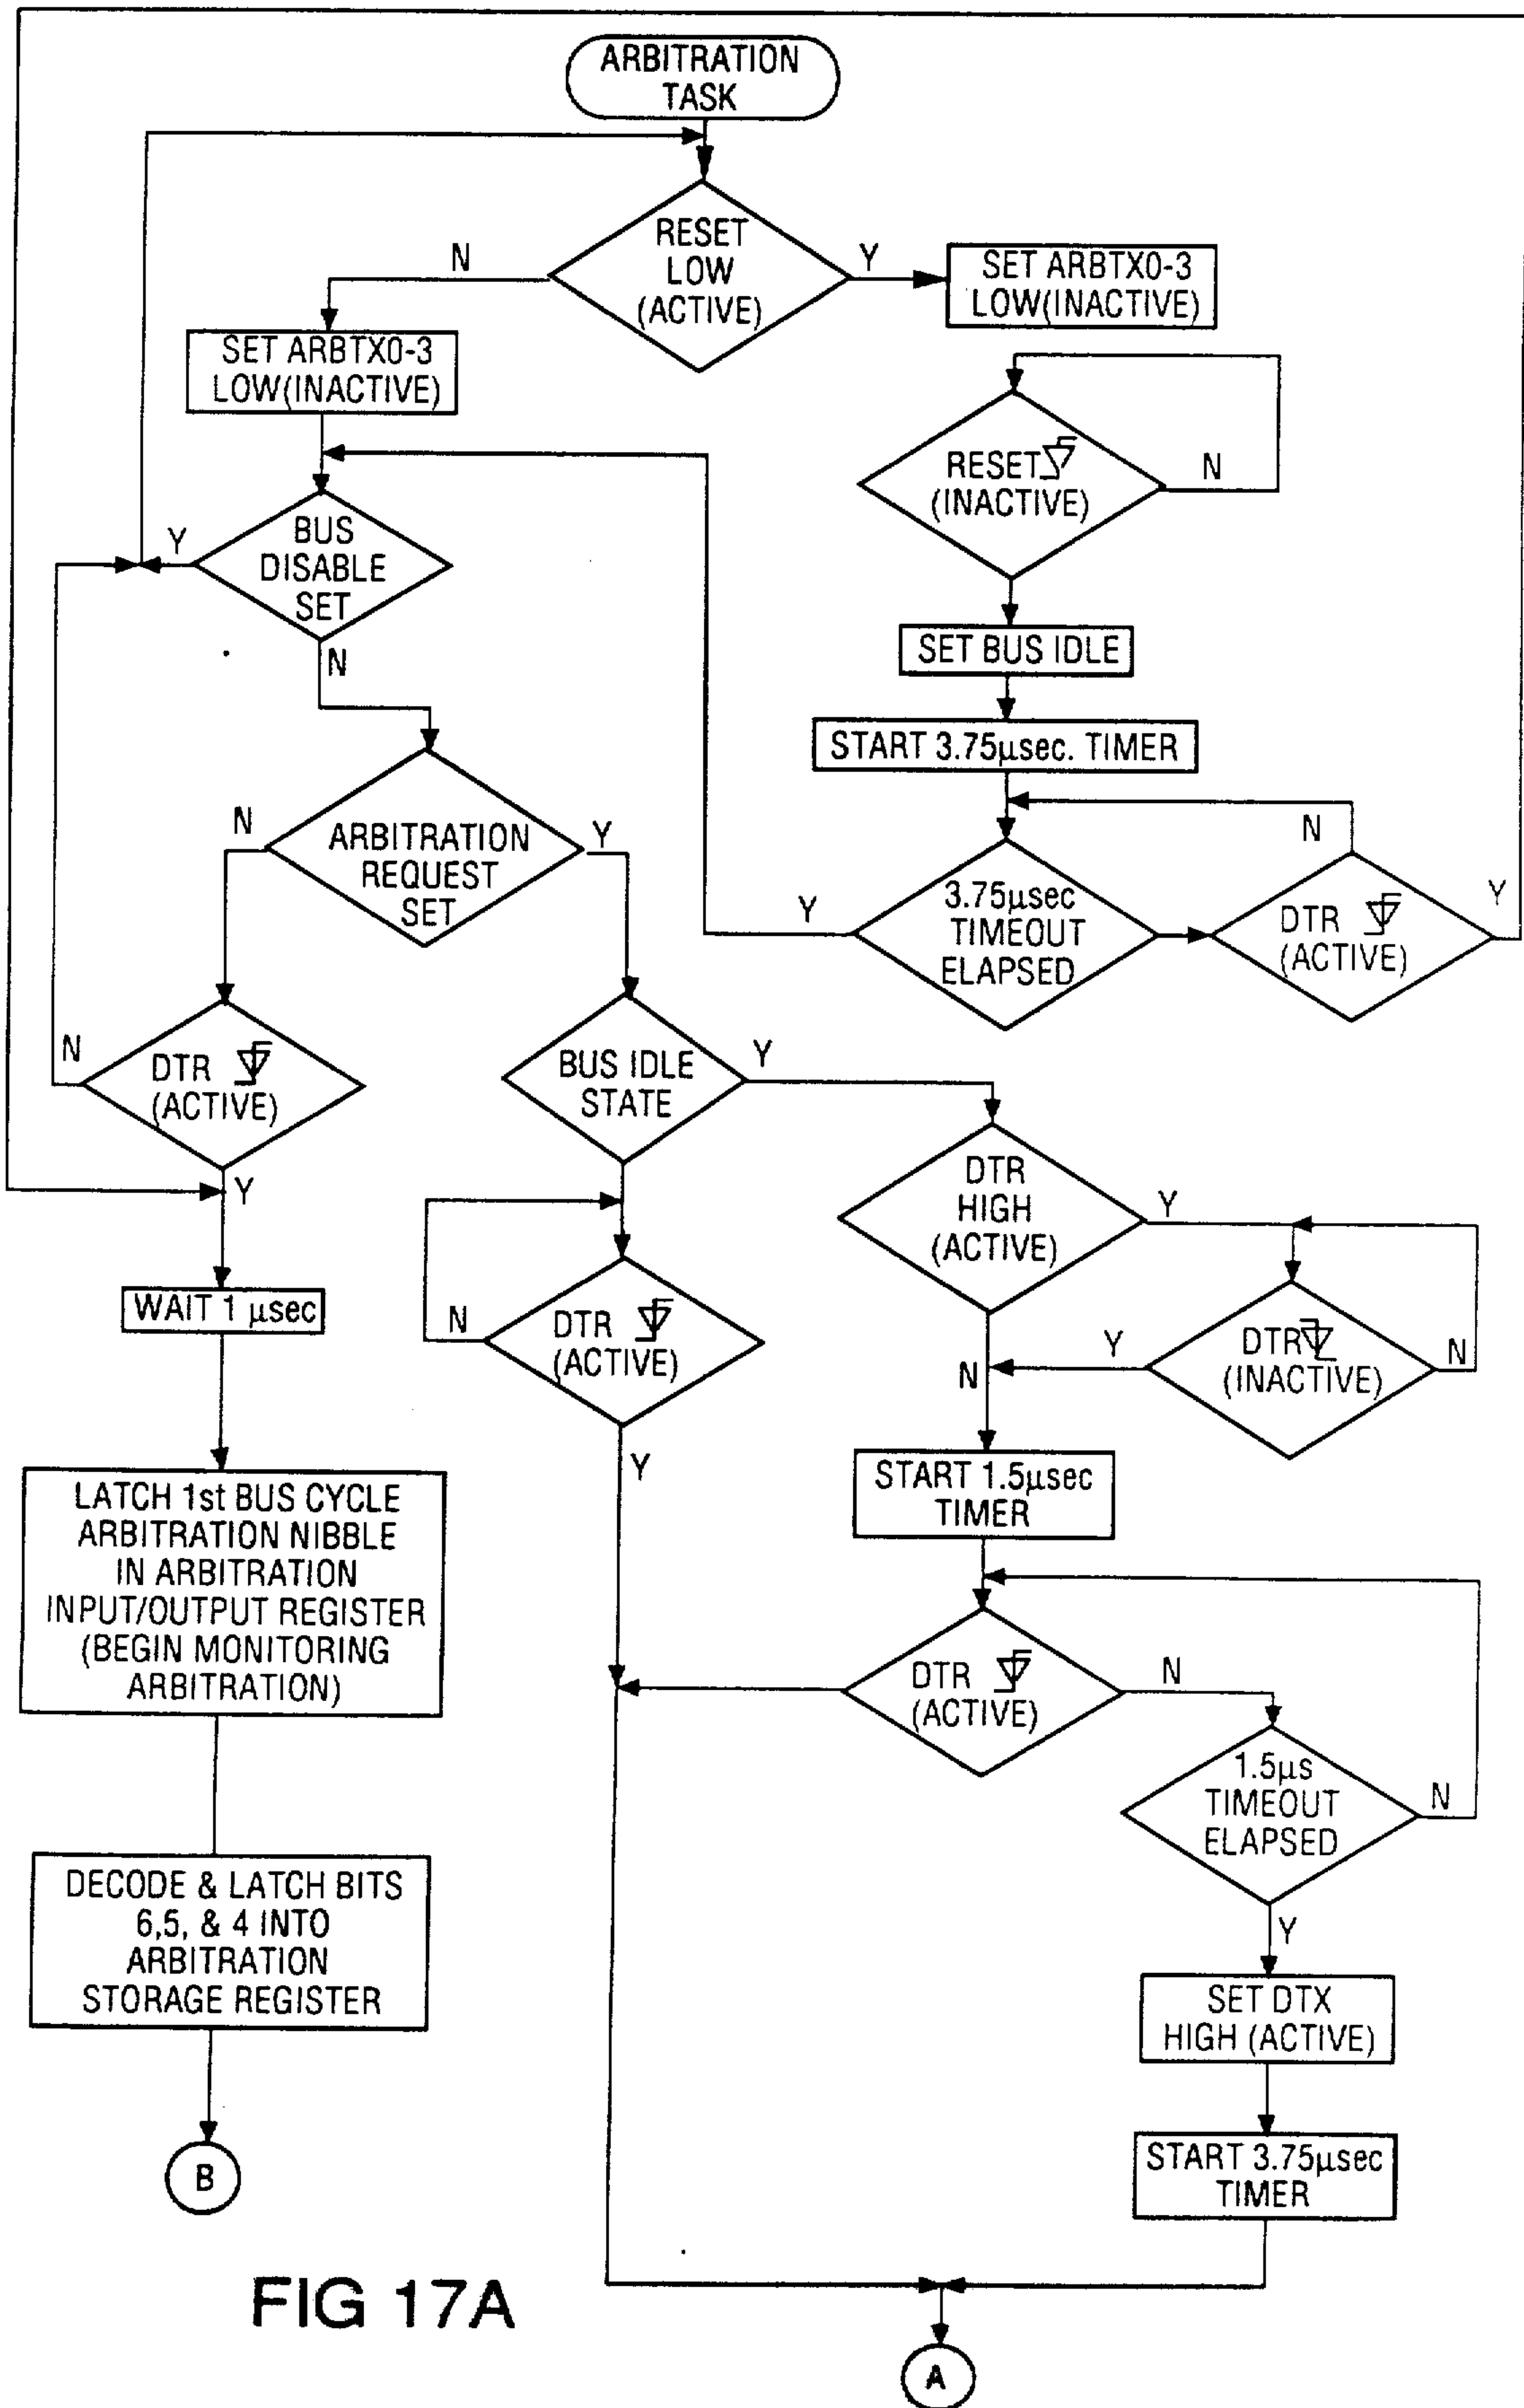 ARBITRATION
TASK
RESET
LOW
(ACTIVE)
N
Y
SET ARBTX0-3
LOW(INACTIVE)
SET ARBTX0-3
LOW(INACTIVE)
RESET
(INACTIVE)
N
BUS
DISABLE
SET
Y
N
SET BUS IDLE
START 3.75µsec. TIMER
ARBITRATION
REQUEST
SET
N
Y
3.75µsec
TIMEOUT
ELAPSED
Y
DTR
(ACTIVE)
N
Y
DTR
(ACTIVE)
N
Y
BUS IDLE
STATE
Y
DTR
HIGH
(ACTIVE)
Y
N
WAIT 1 µsec
DTR
(ACTIVE)
N
Y
DTR
(INACTIVE)
Y
N
START 1.5µsec
TIMER
LATCH 1st BUS CYCLE
ARBITRATION NIBBLE
IN ARBITRATION
INPUT/OUTPUT REGISTER
(BEGIN MONITORING
ARBITRATION)
DTR
(ACTIVE)
N
1.5µs
TIMEOUT
ELAPSED
N
Y
DECODE & LATCH BITS
6,5, & 4 INTO
ARBITRATION
STORAGE REGISTER
SET DTX
HIGH (ACTIVE)
START 3.75µsec
TIMER
B
A
FIG 17A